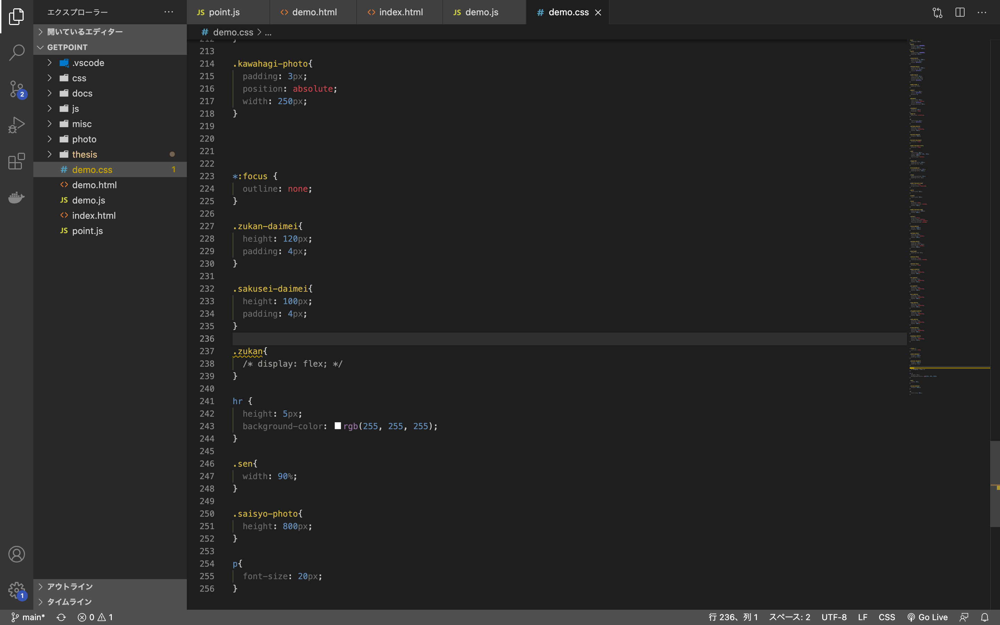 エクスプローラー
開いているエディター
GETPOINT
.vscode
css
docs
js
misc
photo
thesis
demo.css 1
demo.html
demo.js
index.html
point.js
アウトライン
タイムライン
2
1
JS point.js
demo.html
index.html
JS demo.js
# demo.css
# demo.css > ...
212 }
213
214 .kawahagi-photo{
215 padding: 3px;
216 position: absolute;
217 width: 250px;
218 }
219
220
221
222
223 *:focus {
224 outline: none;
225 }
226
227 .zukan-daimei{
228 height: 120px;
229 padding: 4px;
230 }
231
232 .sakusei-daimei{
233 height: 100px;
234 padding: 4px;
235 }
236
237 .zukan{
238 /* display: flex; */
239 }
240
241 hr {
242 height: 5px;
243 background-color: rgb(255, 255, 255);
244 }
245
246 .sen{
247 width: 90%;
248 }
249
250 .saisyo-photo{
251 height: 800px;
252 }
253
254 p{
255 font-size: 20px;
256 }
main* 0 1
行 236、列 1 スペース: 2 UTF-8 LF CSS Go Live